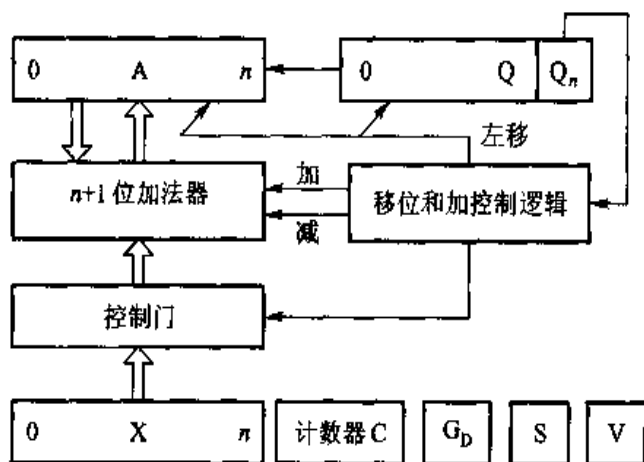 0 A n
0 Q Qn
左移
n+1 位加法器
加
减
移位和加控制逻辑
控制门
0 X n
计数器 C
GD
S
V